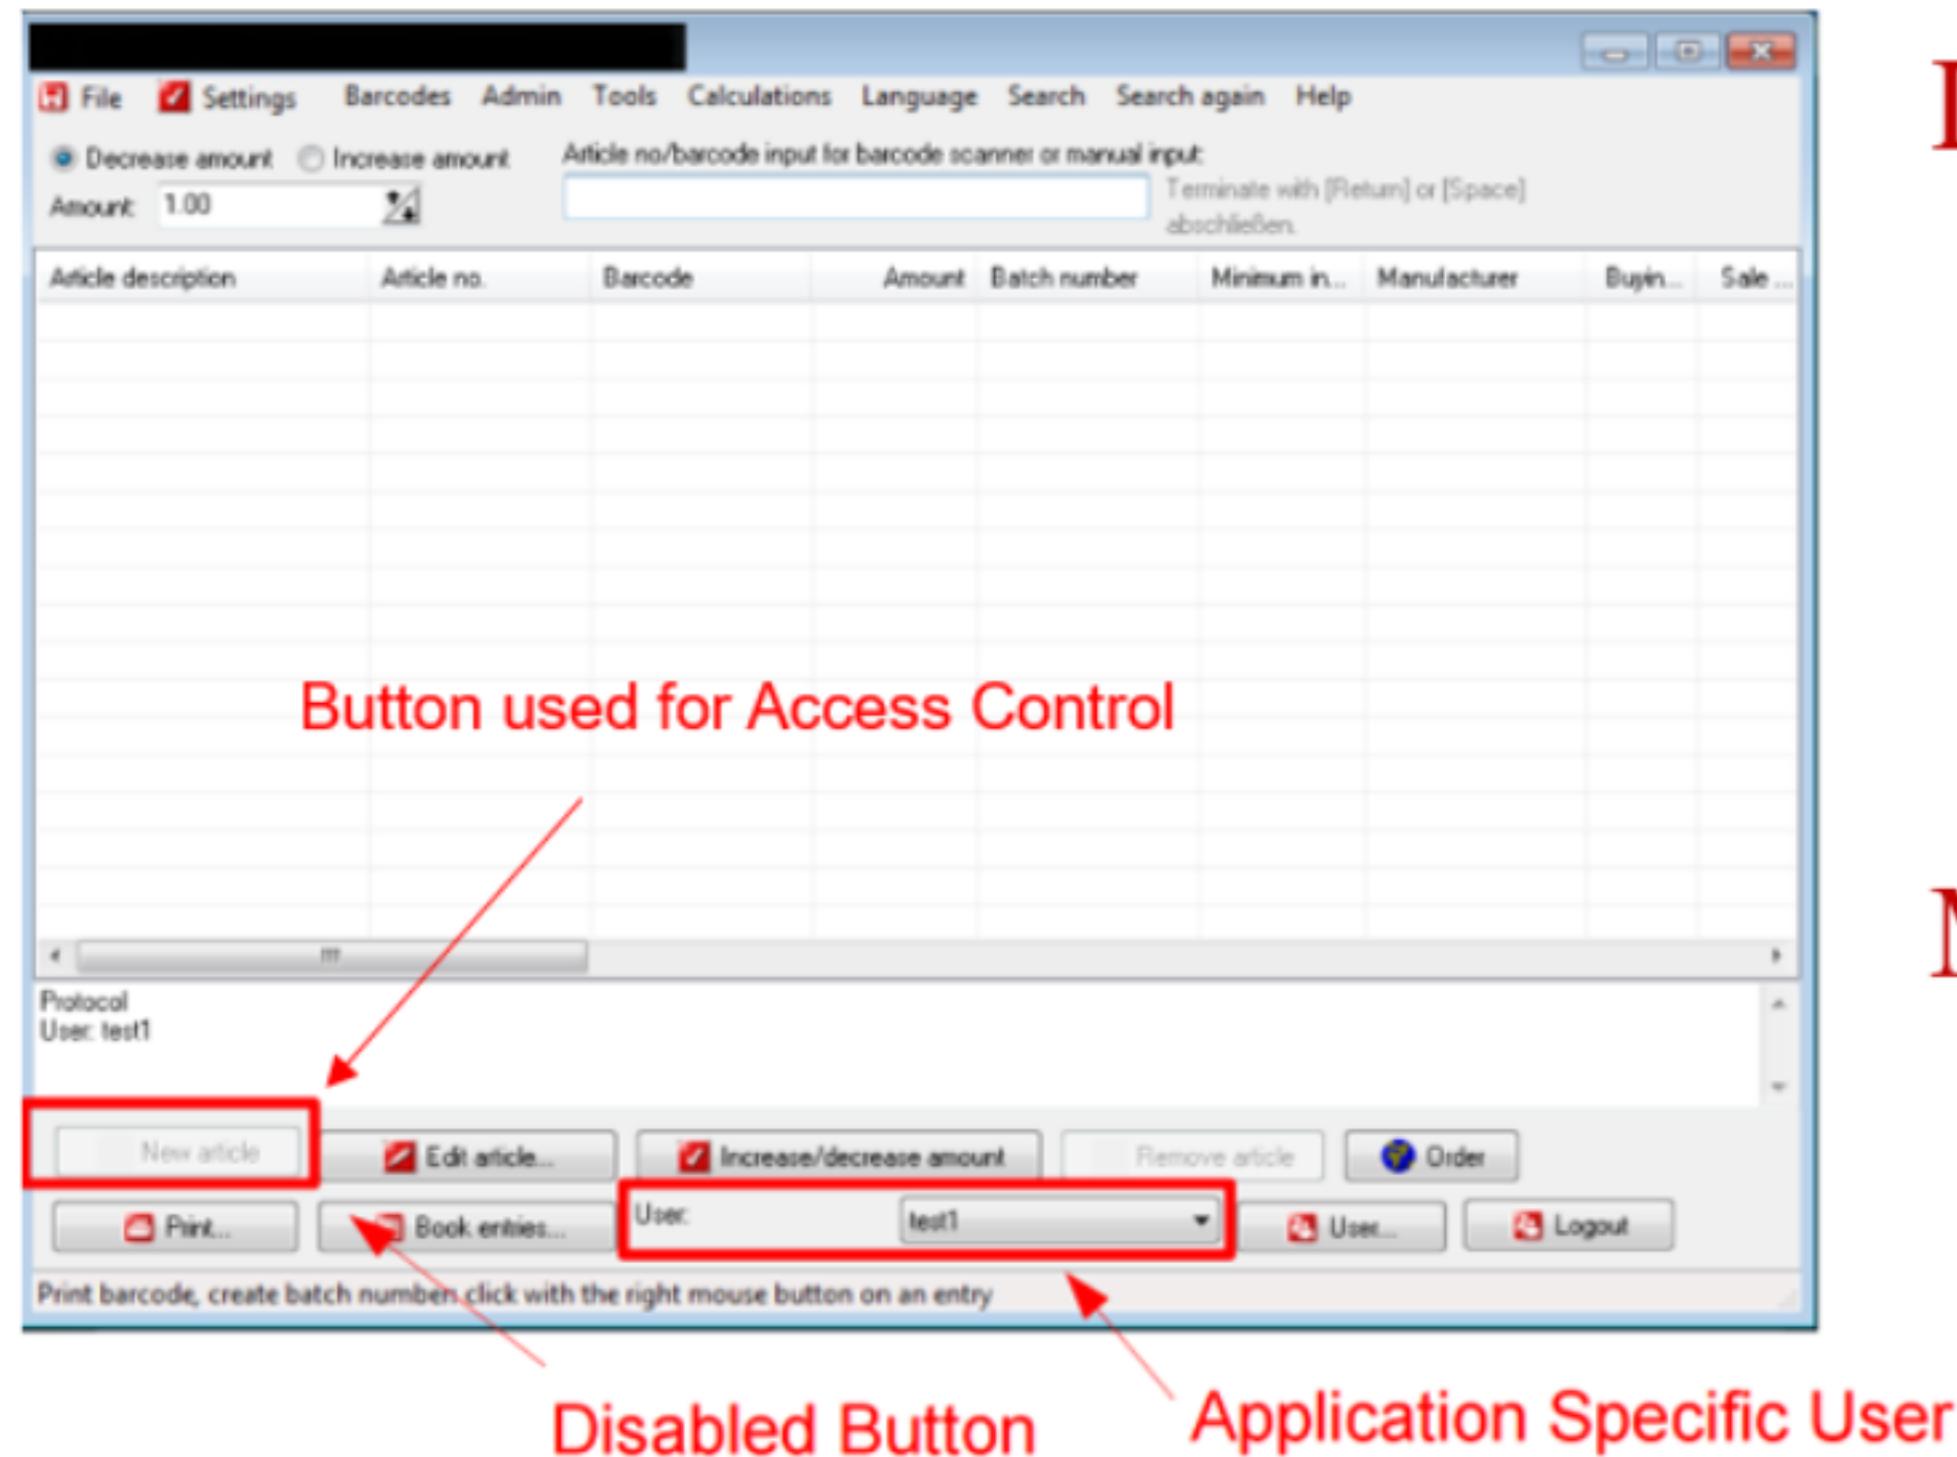 File Settings Barcodes Admin Tools Calculations Language Search Search again Help
Decrease amount Increase amount Article no/barcode input for barcode scanner or manual input:
Amount: 1.00 Terminate with [Return] or [Space]
abschließen.
Article description Article no. Barcode Amount Batch number Minimum in... Manufacturer Buyin... Sale ...
Button used for Access Control
Protocol
User: test1
New article Edit article... Increase/decrease amount Remove article Order
Print... Book entries... User: test1 User... Logout
Print barcode, create batch number: click with the right mouse button on an entry
Disabled Button Application Specific User